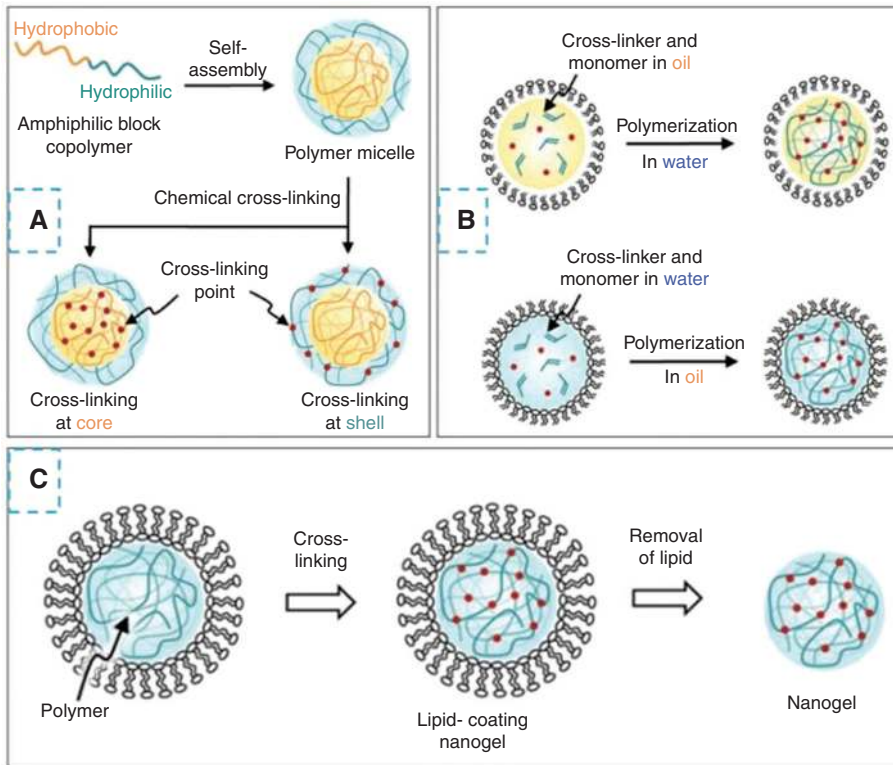 Hydrophobic
Hydrophilic
Amphiphilic block
copolymer
Self-
assembly
Polymer micelle
Chemical cross-linking
A
Cross-linking
point
Cross-linking
at core
Cross-linking
at shell
B
Cross-linker and
monomer in oil
Polymerization
In water
Cross-linker and
monomer in water
Polymerization
In oil
C
Polymer
Cross-
linking
Lipid- coating
nanogel
Removal
of lipid
Nanogel